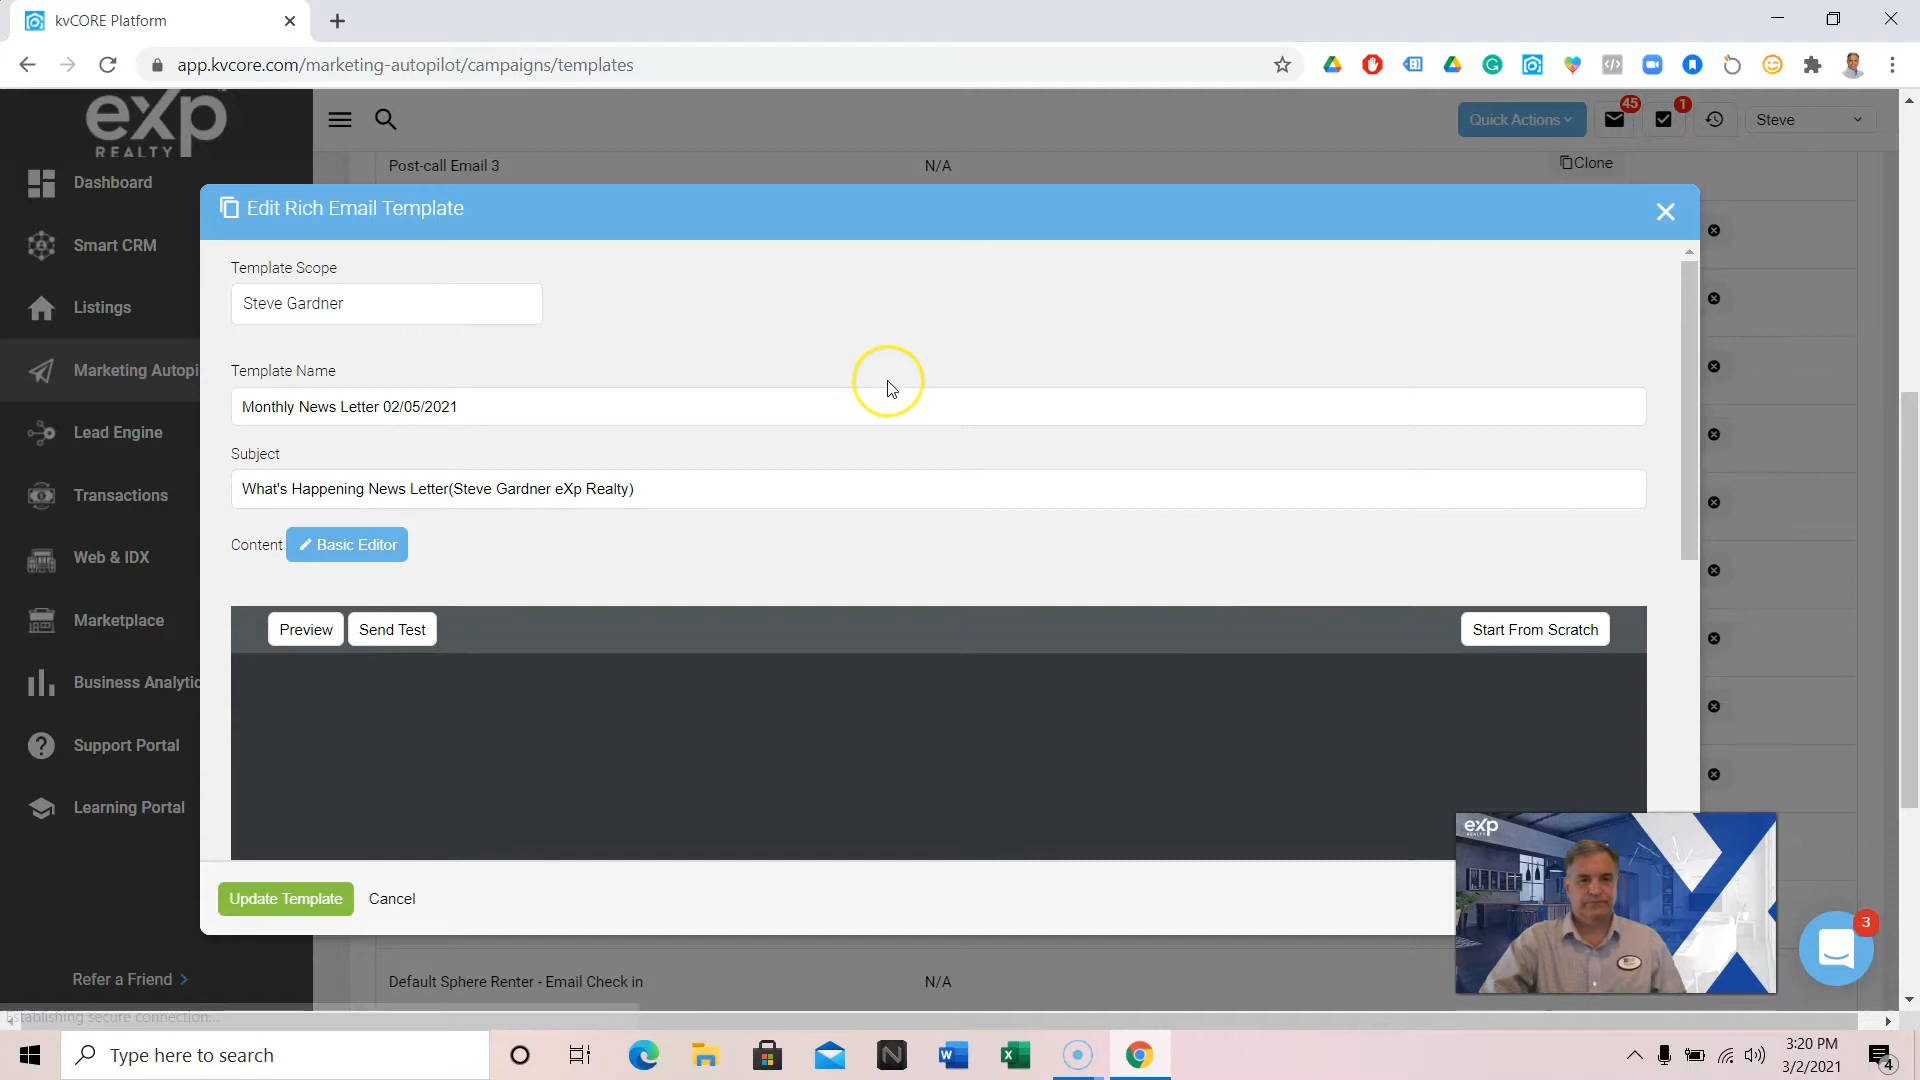 kvCORE Platform
app.kvcore.com/marketing-autopilot/campaigns/templates
eXp
REALTY
Quick Actions
45
1
Steve
Post-call Email 3
N/A
Clone
Dashboard
Smart CRM
Listings
Marketing Autopi
Lead Engine
Transactions
Web & IDX
Marketplace
Business Analytic
Support Portal
Learning Portal
Refer a Friend >
Edit Rich Email Template
Template Scope
Steve Gardner
Template Name
Monthly News Letter 02/05/2021
Subject
What's Happening News Letter(Steve Gardner eXp Realty)
Content
Basic Editor
Preview
Send Test
Start From Scratch
Update Template
Cancel
exp
REALTY
3
Default Sphere Renter - Email Check in
N/A
Establishing secure connection...
Type here to search
3:20 PM
3/2/2021
4